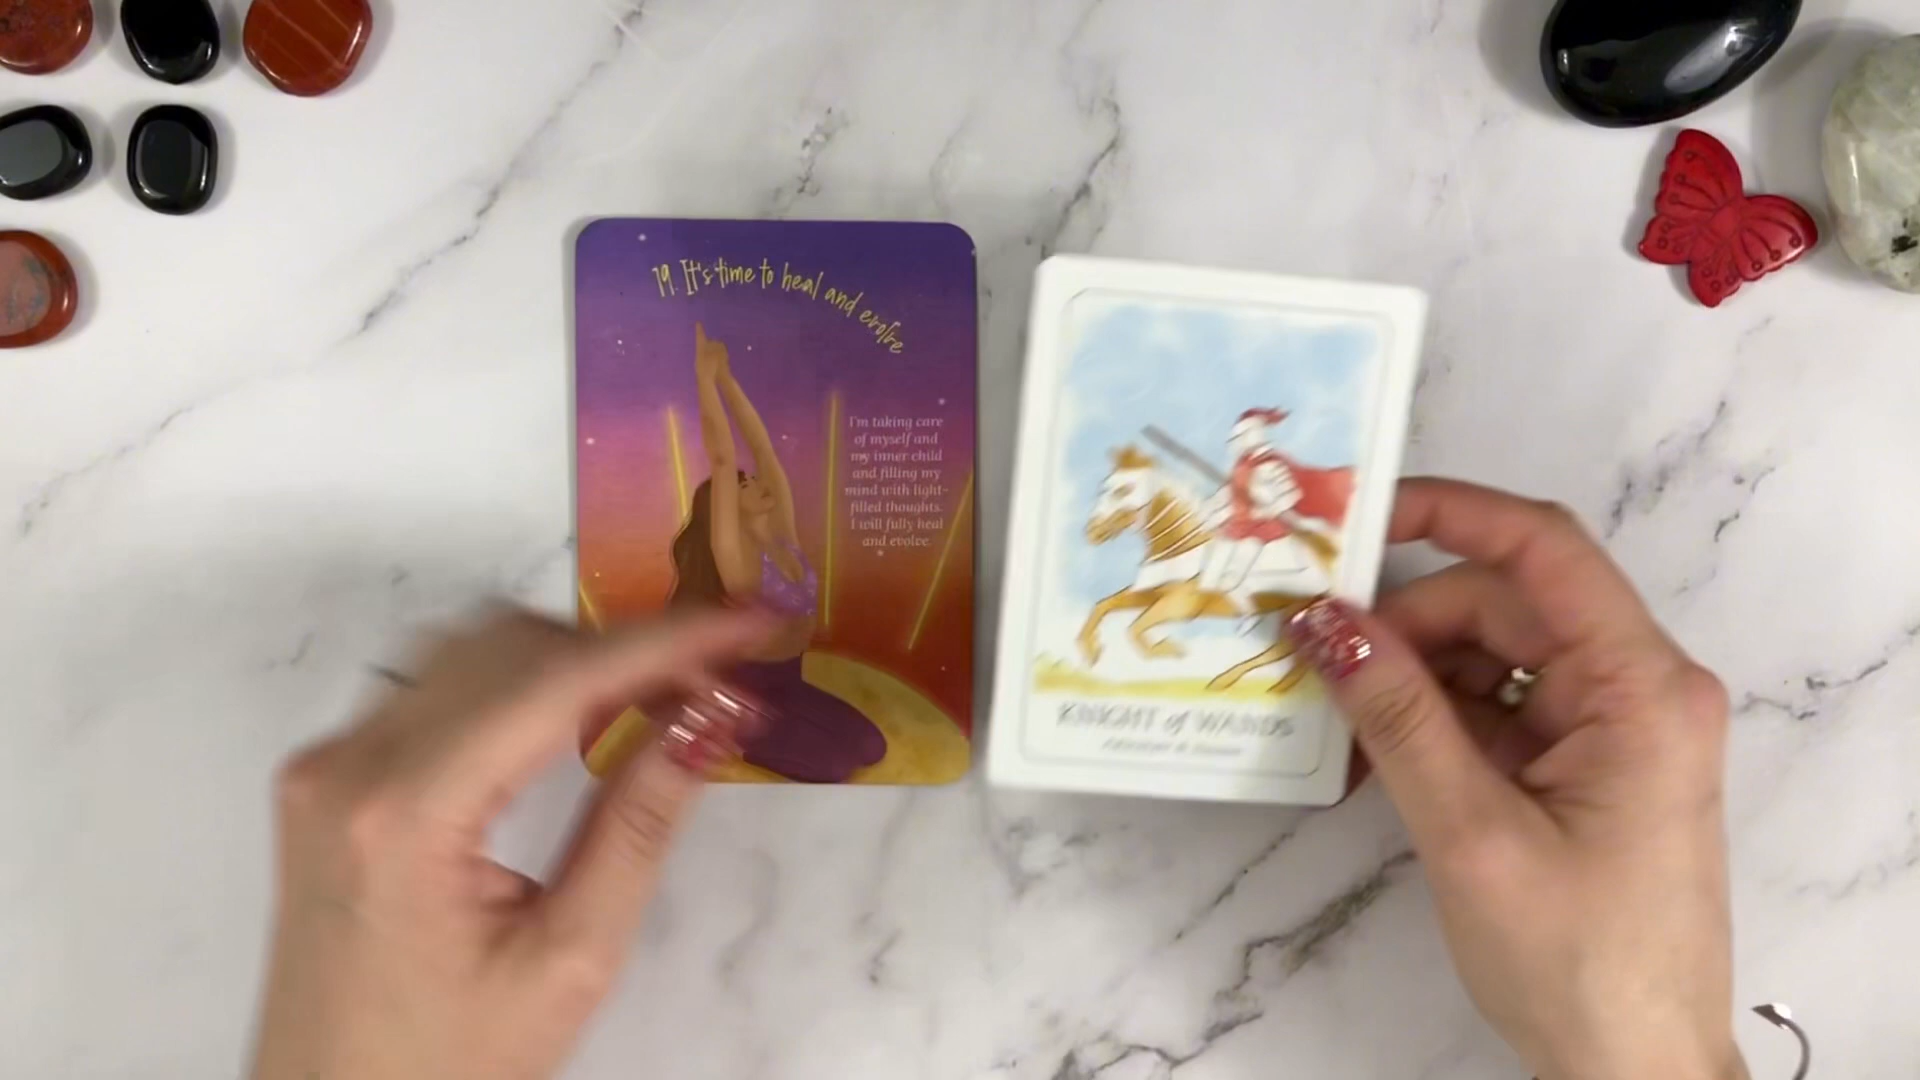 19. It's time to heal and evolve
I'm taking care
of myself and
my inner child
and filling my
mind with light-
filled thoughts.
I will fully heal
and evolve.
KNIGHT of WANDS